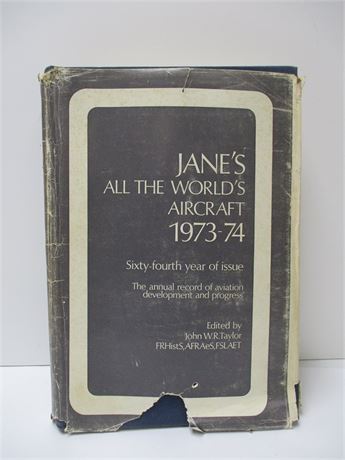 JANE'S
ALL THE WORLD'S
AIRCRAFT
1973-74
Sixty-fourth year of issue
The annual record of aviation
development and progress
Edited by
John W.R. Taylor
FRHistS, AFRAeS, FSLAET